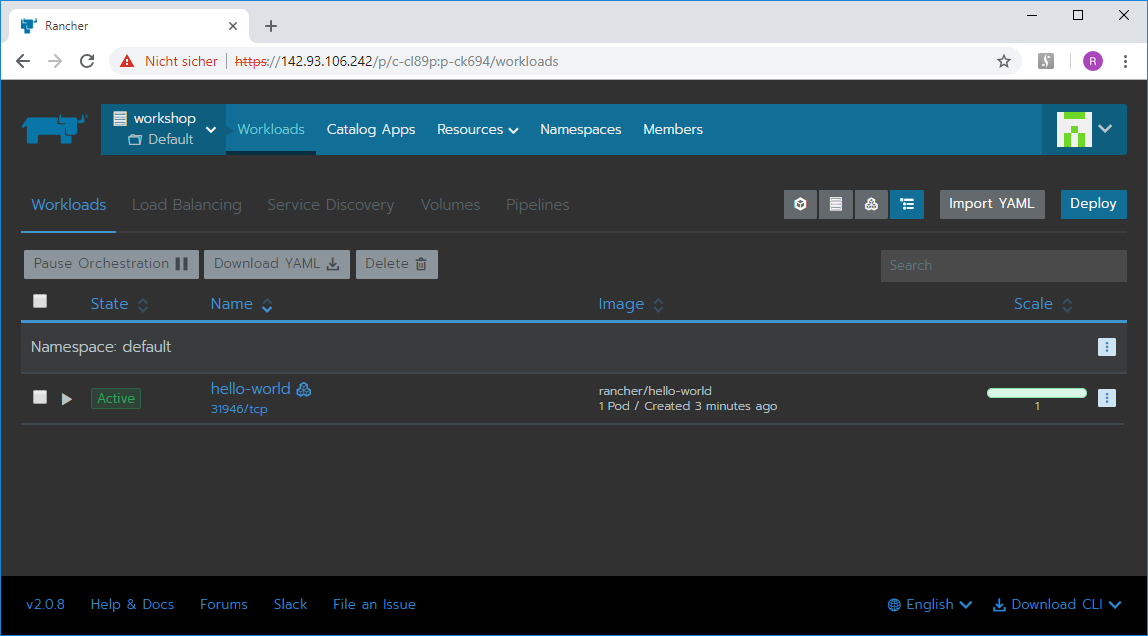 Rancher
Nicht sicher https://142.93.106.242/p/c-cl89p:p-ck694/workloads
R
workshop
Default
Workloads Catalog Apps Resources Namespaces Members
Workloads Load Balancing Service Discovery Volumes Pipelines
Import YAML Deploy
Pause Orchestration Download YAML Delete
Search
State Name Image Scale
Namespace: default
Active hello-world rancher/hello-world
31946/tcp 1 Pod / Created 3 minutes ago 1
v2.0.8 Help & Docs Forums Slack File an Issue English Download CLI